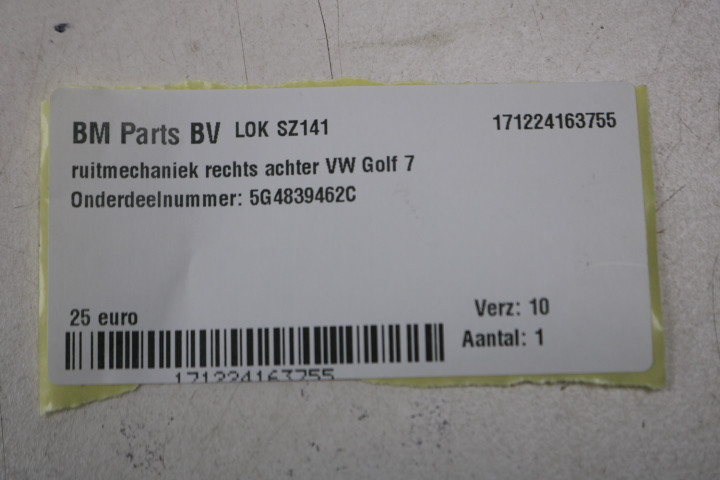 BM Parts BV LOK SZ141 171224163755
ruitmechaniek rechts achter VW Golf 7
Onderdeelnummer: 5G4839462C
25 euro Verz: 10
Aantal: 1
171224163755